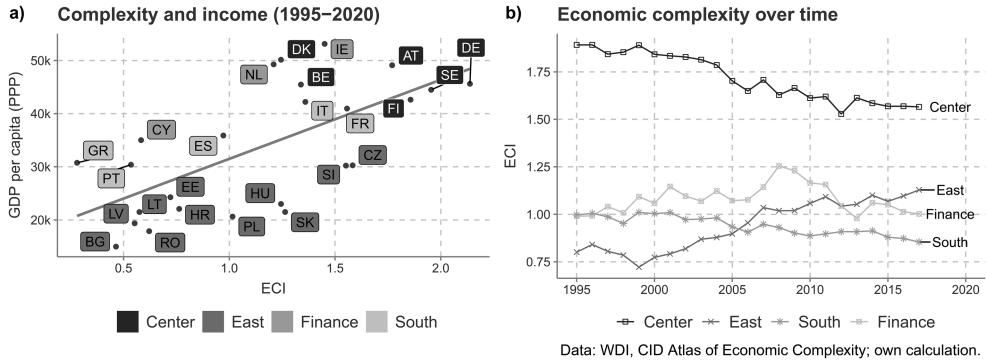 a) Complexity and income (1995−2020)
GDP per capita (PPP)
50k
40k
30k
20k
DK
IE
NL
BE
AT
DE
SE
IT
FI
FR
CY
ES
GR
PT
CZ
SI
EE
LT
HU
LV
HR
SK
PL
BG
RO
0.5 1.0 1.5 2.0
ECI
Center East Finance South
b) Economic complexity over time
ECI
1.75
1.50
1.25
1.00
0.75
Center
East
Finance
South
1995 2000 2005 2010 2015 2020
Center East South Finance
Data: WDI, CID Atlas of Economic Complexity; own calculation.